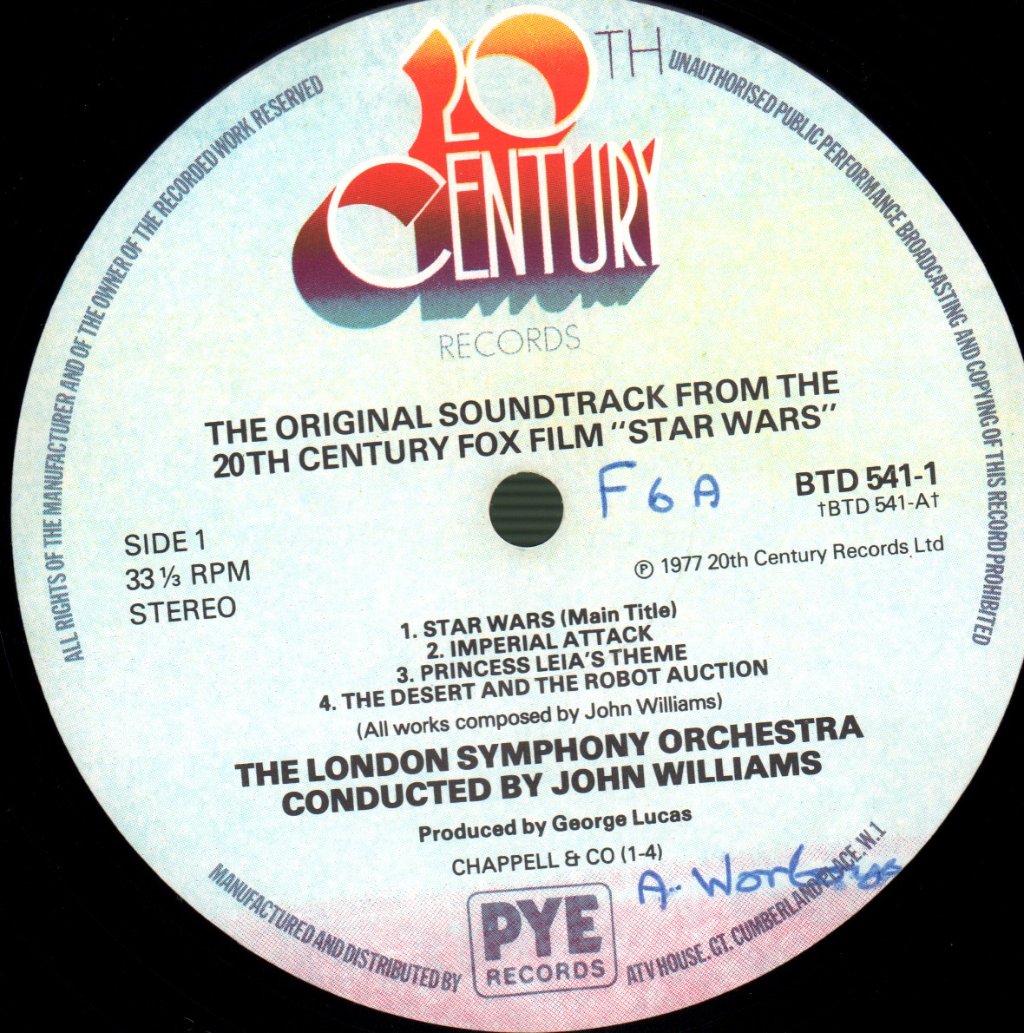 20TH
CENTURY
RECORDS
ALL RIGHTS OF THE MANUFACTURER AND OF THE OWNER OF THE RECORDED WORK RESERVED
UNAUTHORISED PUBLIC PERFORMANCE BROADCASTING AND COPYING OF THIS RECORD PROHIBITED
THE ORIGINAL SOUNDTRACK FROM THE
20TH CENTURY FOX FILM "STAR WARS"
F 6 A
BTD 541-1
†BTD 541-A†
SIDE 1
33 ⅓ RPM
STEREO
℗ 1977 20th Century Records Ltd
1. STAR WARS (Main Title)
2. IMPERIAL ATTACK
3. PRINCESS LEIA'S THEME
4. THE DESERT AND THE ROBOT AUCTION
(All works composed by John Williams)
THE LONDON SYMPHONY ORCHESTRA
CONDUCTED BY JOHN WILLIAMS
Produced by George Lucas
CHAPPELL & CO (1-4)
A.
MANUFACTURED AND DISTRIBUTED BY
PYE
RECORDS
ATV HOUSE. GT. CUMBERLAND PLACE. W.1